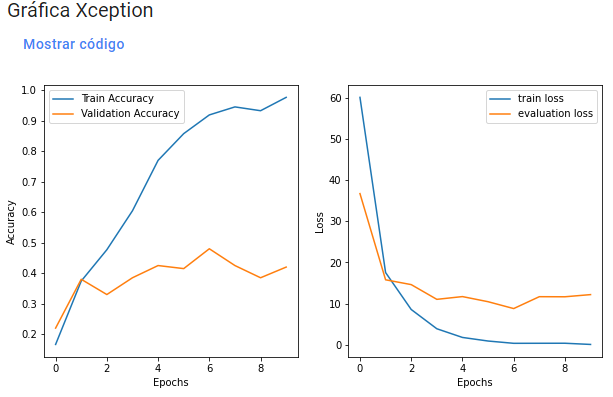 Gráfica Xception
Mostrar código
Train Accuracy
Validation Accuracy
Accuracy
1.0
0.9
0.8
0.7
0.6
0.5
0.4
0.3
0.2
0 2 4 6 8
Epochs
train loss
evaluation loss
Loss
60
50
40
30
20
10
0
0 2 4 6 8
Epochs